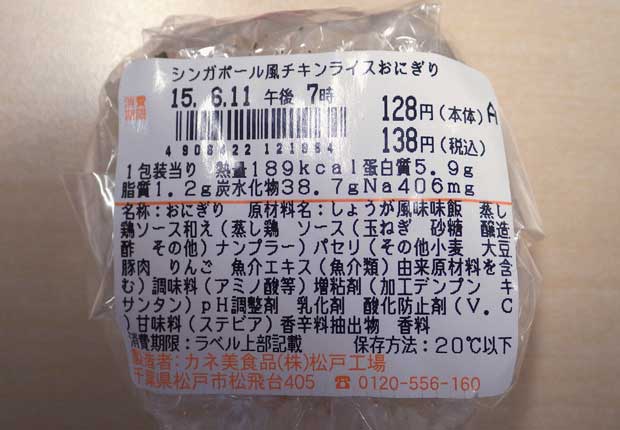 シンガポール風チキンライスおにぎり
消費期限 15.6.11 午後 7時
128円(本体)A
138円(税込)
1包装当り 熱量189kcal蛋白質5.9g
脂質1.2g炭水化物38.7gNa406mg
名称:おにぎり 原材料名:しょうが風味味飯 蒸し
鶏ソース和え(蒸し鶏 ソース(玉ねぎ 砂糖 醸造
酢 その他)ナンプラー)パセリ(その他小麦 大豆
豚肉 りんご 魚介エキス(魚介類)由来原材料を含
む)調味料(アミノ酸等)増粘剤(加工デンプン キ
サンタン)pH調整剤 乳化剤 酸化防止剤(V.C
)甘味料(ステビア)香辛料抽出物 香料
消費期限:ラベル上部記載 保存方法:20℃以下
製造者:カネ美食品(株)松戸工場
千葉県松戸市松飛台405 ☎0120-556-160